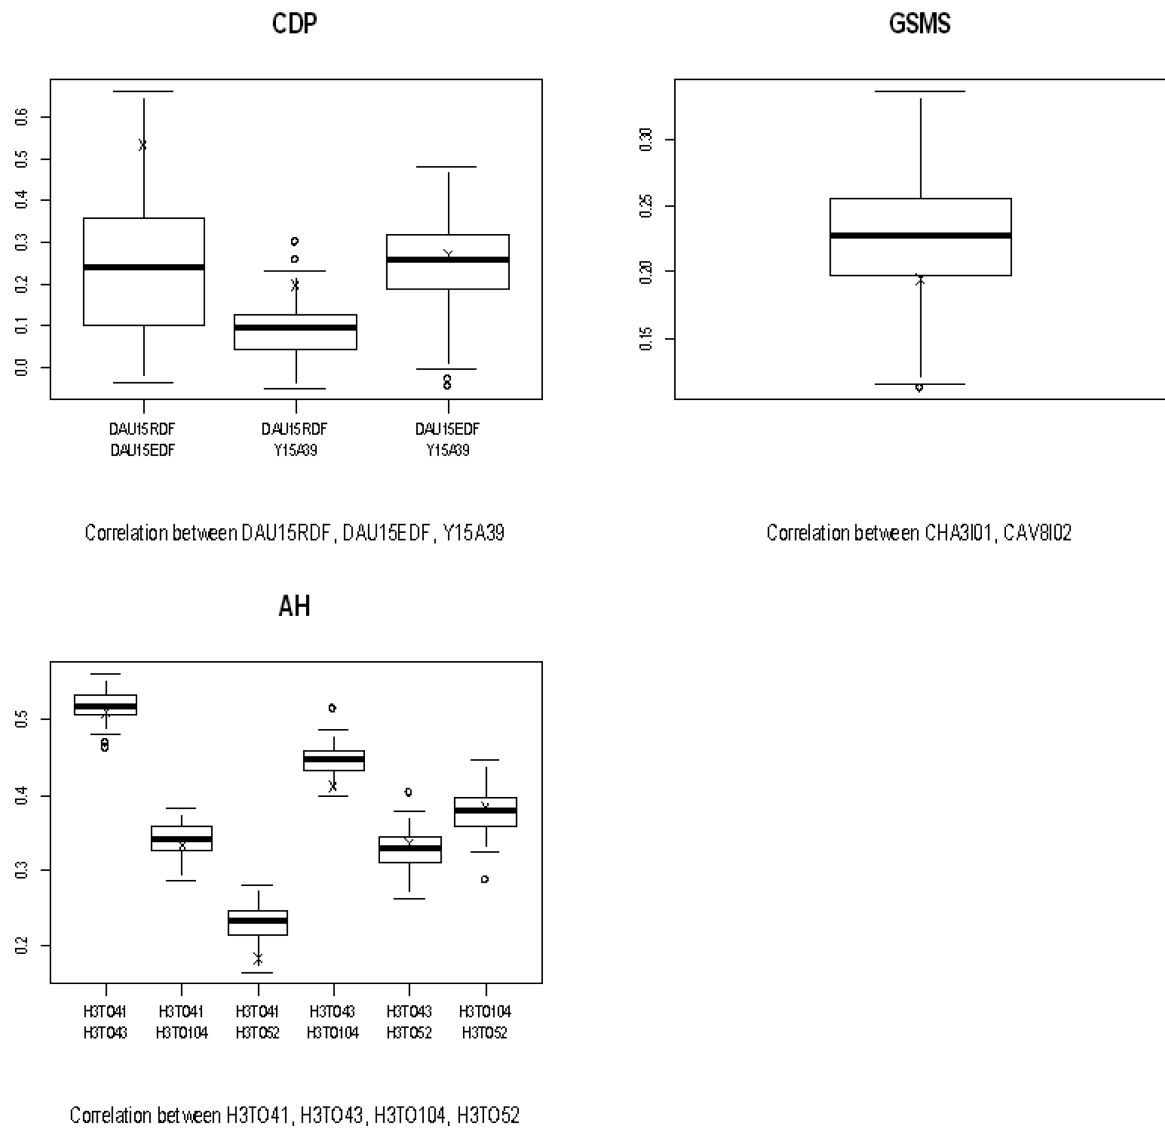 CDP
0.6
0.5
0.4
0.3
0.2
0.1
0.0
DAU15RDF
DAU15EDF
DAU15RDF
Y15A39
DAU15EDF
Y15A39
Correlation between DAU15RDF, DAU15EDF, Y15A39
GSMS
0.30
0.25
0.20
0.15
Correlation between CHA3I01, CAV8I02
AH
0.5
0.4
0.3
0.2
H3TO41
H3TO43
H3TO41
H3TO104
H3TO41
H3TO52
H3TO43
H3TO104
H3TO43
H3TO52
H3TO104
H3TO52
Correlation between H3TO41, H3TO43, H3TO104, H3TO52